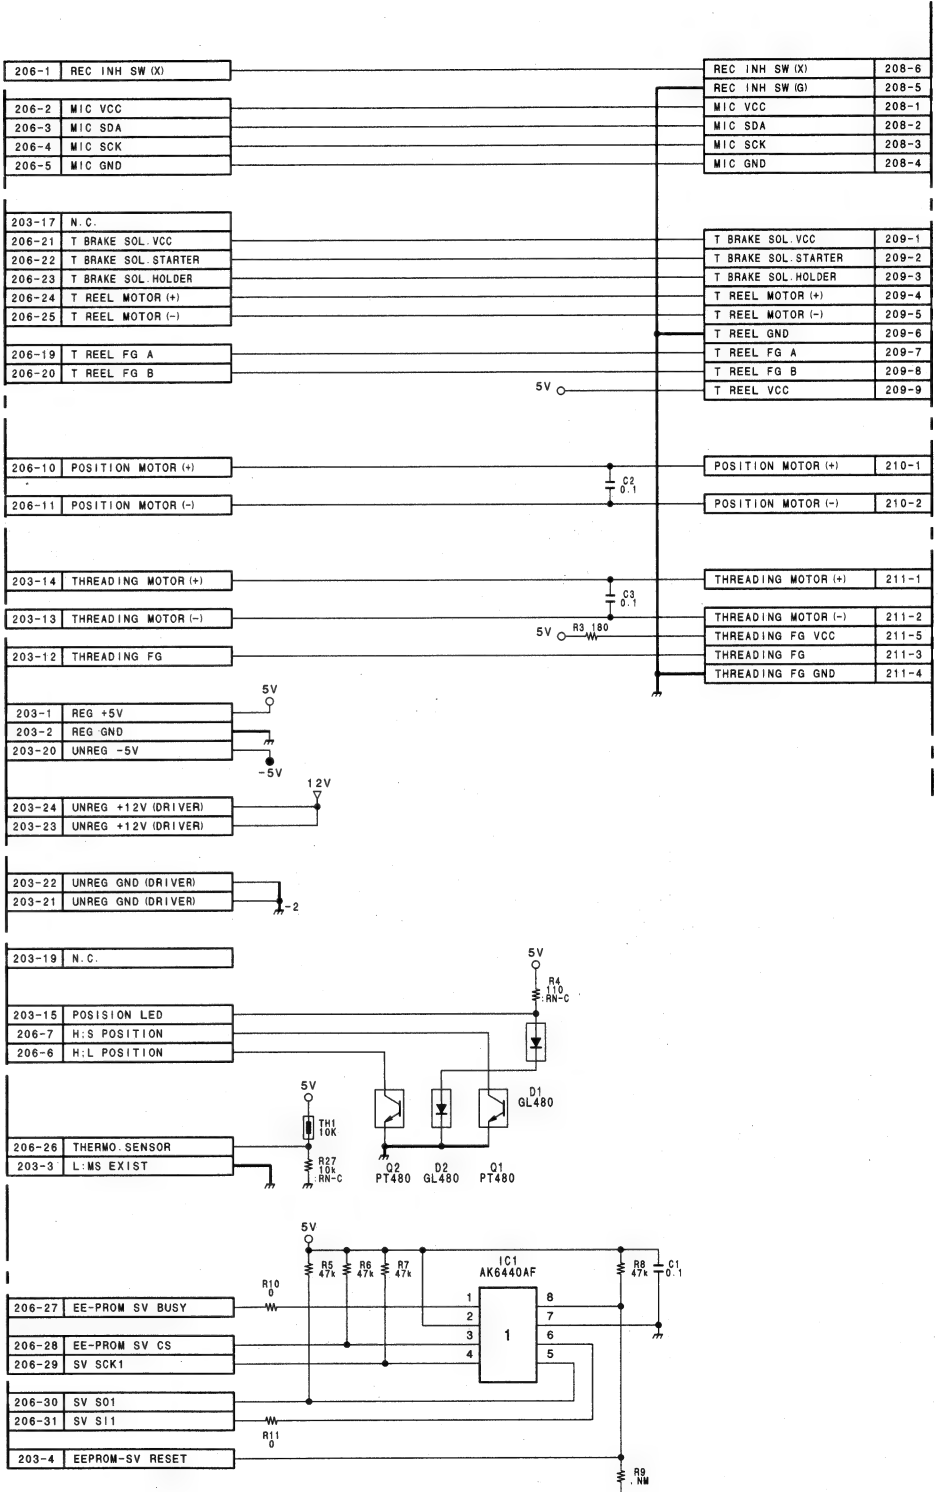 206-1 REC INH SW (X) REC INH SW (X) 208-6
REC INH SW (G) 208-5
206-2 MIC VCC MIC VCC 208-1
206-3 MIC SDA MIC SDA 208-2
206-4 MIC SCK MIC SCK 208-3
206-5 MIC GND MIC GND 208-4
203-17 N.C.
206-21 T BRAKE SOL.VCC T BRAKE SOL.VCC 209-1
206-22 T BRAKE SOL.STARTER T BRAKE SOL.STARTER 209-2
206-23 T BRAKE SOL.HOLDER T BRAKE SOL.HOLDER 209-3
206-24 T REEL MOTOR (+) T REEL MOTOR (+) 209-4
206-25 T REEL MOTOR (-) T REEL MOTOR (-) 209-5
T REEL GND 209-6
206-19 T REEL FG A T REEL FG A 209-7
206-20 T REEL FG B T REEL FG B 209-8
5V T REEL VCC 209-9
206-10 POSITION MOTOR (+) POSITION MOTOR (+) 210-1
C2
0.1
206-11 POSITION MOTOR (-) POSITION MOTOR (-) 210-2
203-14 THREADING MOTOR (+) THREADING MOTOR (+) 211-1
C3
0.1
203-13 THREADING MOTOR (-) THREADING MOTOR (-) 211-2
5V R3 180 THREADING FG VCC 211-5
203-12 THREADING FG THREADING FG 211-3
THREADING FG GND 211-4
5V
203-1 REG +5V
203-2 REG GND
203-20 UNREG -5V
-5V
12V
203-24 UNREG +12V (DRIVER)
203-23 UNREG +12V (DRIVER)
203-22 UNREG GND (DRIVER)
203-21 UNREG GND (DRIVER)
-2
203-19 N.C.
5V
R4
110
:RN-C
203-15 POSISION LED
206-7 H:S POSITION
206-6 H:L POSITION
D1
GL480
5V
TH1
10K
206-26 THERMO.SENSOR
203-3 L:MS EXIST
R27
10k
:RN-C
Q2
PT480
D2
GL480
Q1
PT480
5V
R5
47k
R6
47k
R7
47k
IC1
AK6440AF
R8
47k
C1
0.1
R10
0
206-27 EE-PROM SV BUSY 1 8
2 7
206-28 EE-PROM SV CS 3 1 6
206-29 SV SCK1 4 5
206-30 SV SO1
206-31 SV SI1
R11
0
203-4 EEPROM-SV RESET
R9
.NM